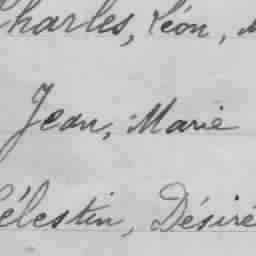 Charles, Léon,
Jean, Marie
Célestin, Désiré